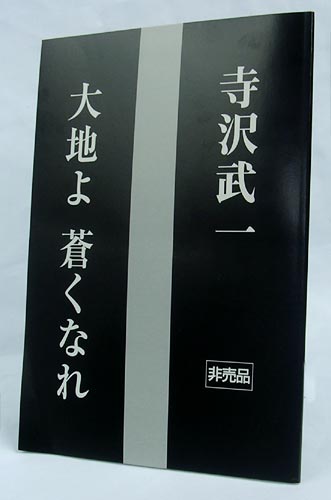 寺沢武一
非売品
大地よ 蒼くなれ